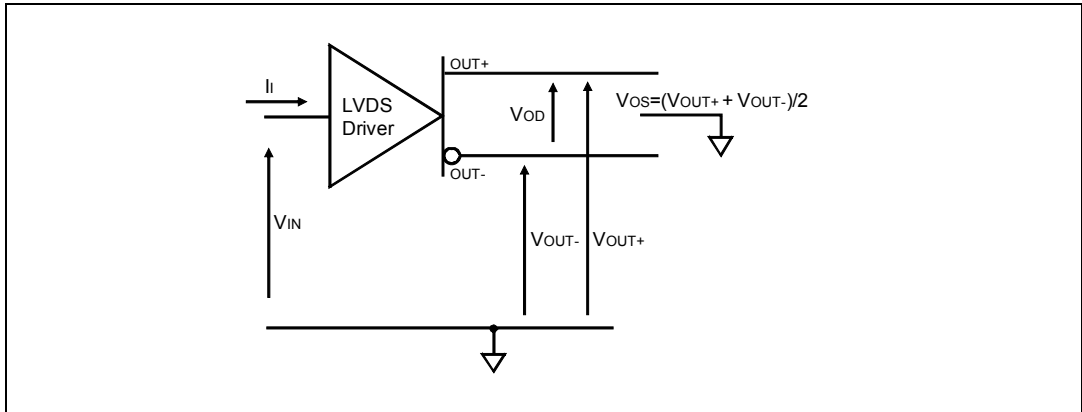 OUT+
II
LVDS
Driver
VOD
VOS=(VOUT+ + VOUT-)/2
OUT-
VIN
VOUT-
VOUT+